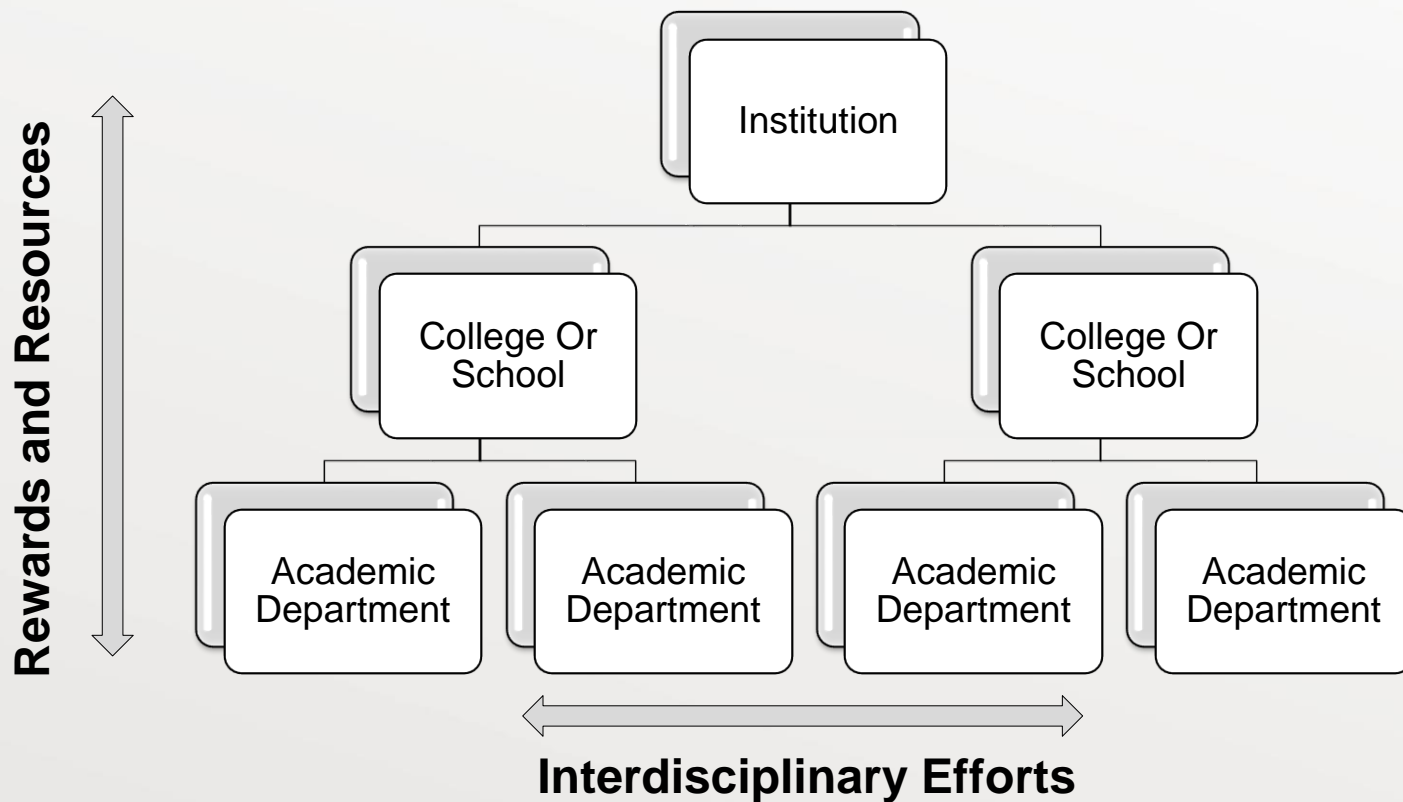 Rewards and Resources
Institution
College Or
School
College Or
School
Academic
Department
Academic
Department
Academic
Department
Academic
Department
Interdisciplinary Efforts